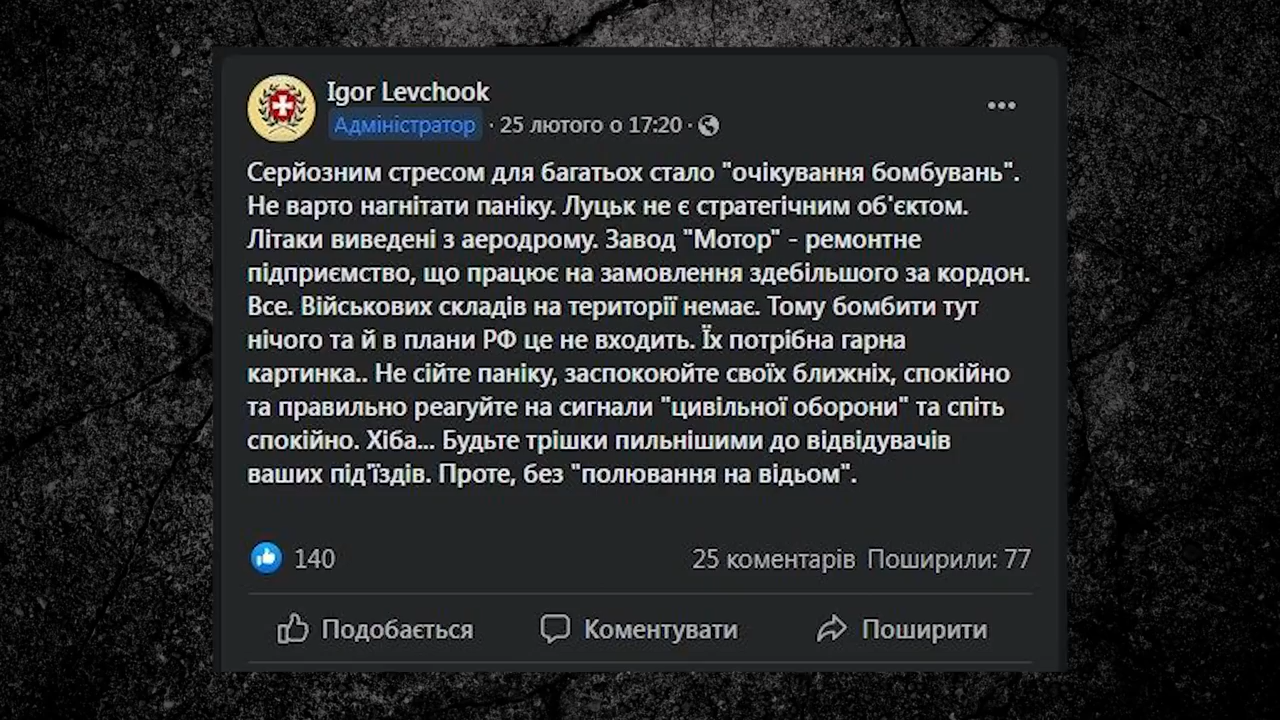 Igor Levchook
Адміністратор · 25 лютого о 17:20 ·
Серйозним стресом для багатьох стало "очікування бомбувань".
Не варто нагнітати паніку. Луцьк не є стратегічним об'єктом.
Літаки виведені з аеродрому. Завод "Мотор" - ремонтне
підприємство, що працює на замовлення здебільшого за кордон.
Все. Військових складів на території немає. Тому бомбити тут
нічого та й в плани РФ це не входить. Їх потрібна гарна
картинка.. Не сійте паніку, заспокоюйте своїх ближніх, спокійно
та правильно реагуйте на сигнали "цивільної оборони" та спіть
спокійно. Хіба... Будьте трішки пильнішими до відвідувачів
ваших під'їздів. Проте, без "полювання на відьом".
140 25 коментарів Поширили: 77
Подобається Коментувати Поширити